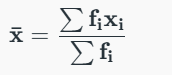 x̄ = ∑ fᵢxᵢ / ∑ fᵢ